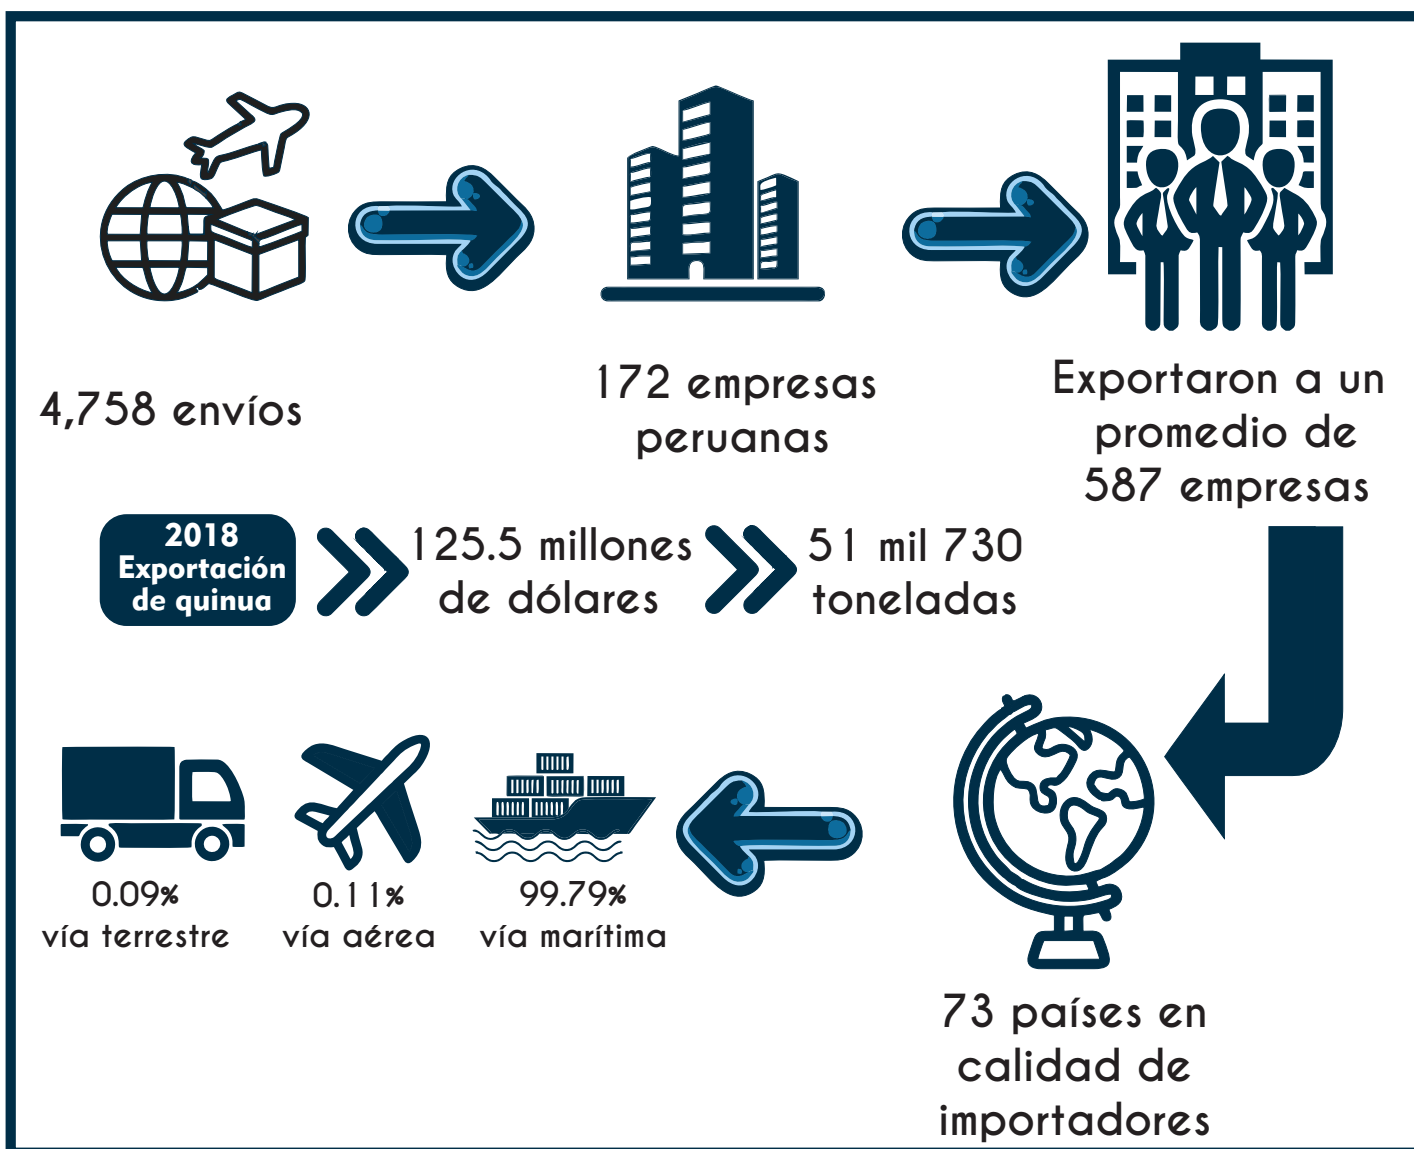 4,758 envíos
172 empresas
peruanas
Exportaron a un
promedio de
587 empresas
2018
Exportación
de quinua
125.5 millones
de dólares
51 mil 730
toneladas
0.09%
vía terrestre
0.11%
vía aérea
99.79%
vía marítima
73 países en
calidad de
importadores